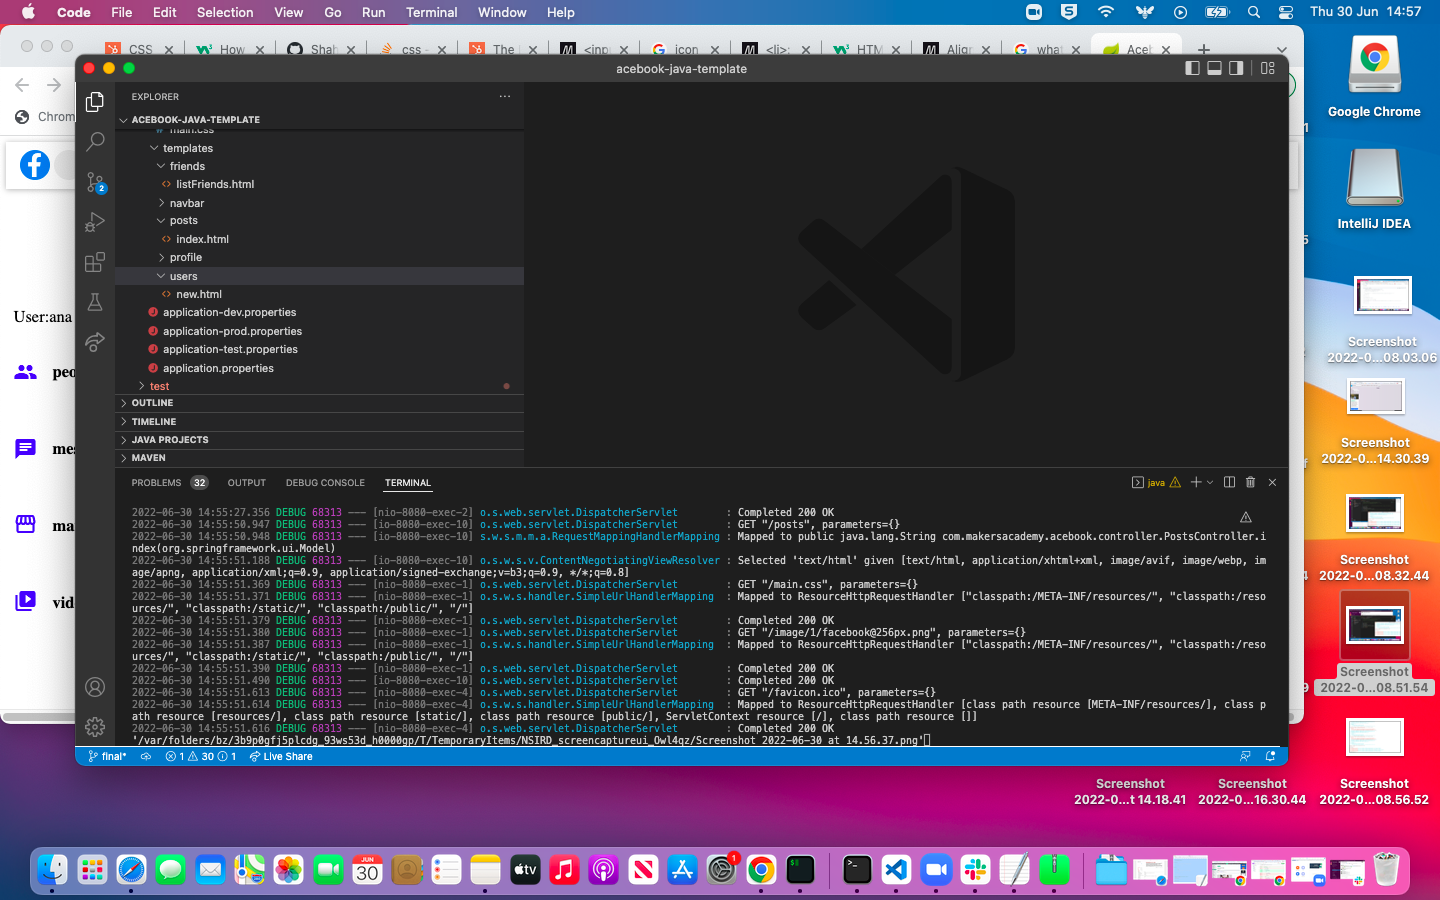 Code File Edit Selection View Go Run Terminal Window Help
Thu 30 Jun 14:57
CSS
How
Shah
css -
The
<inpu
icon
<li>:
HTM
Align
what
Aceb
acebook-java-template
Chrom
User:ana
peo
mes
ma
vide
EXPLORER
ACEBOOK-JAVA-TEMPLATE
main.css
templates
friends
listFriends.html
navbar
posts
index.html
profile
users
new.html
application-dev.properties
application-prod.properties
application-test.properties
application.properties
test
OUTLINE
TIMELINE
JAVA PROJECTS
MAVEN
2
PROBLEMS 32 OUTPUT DEBUG CONSOLE TERMINAL
java
2022-06-30 14:55:27.356 DEBUG 68313 --- [nio-8080-exec-2] o.s.web.servlet.DispatcherServlet : Completed 200 OK
2022-06-30 14:55:50.947 DEBUG 68313 --- [io-8080-exec-10] o.s.web.servlet.DispatcherServlet : GET "/posts", parameters={}
2022-06-30 14:55:50.948 DEBUG 68313 --- [io-8080-exec-10] s.w.s.m.m.a.RequestMappingHandlerMapping : Mapped to public java.lang.String com.makersacademy.acebook.controller.PostsController.i
ndex(org.springframework.ui.Model)
2022-06-30 14:55:51.188 DEBUG 68313 --- [io-8080-exec-10] o.s.w.s.v.ContentNegotiatingViewResolver : Selected 'text/html' given [text/html, application/xhtml+xml, image/avif, image/webp, im
age/apng, application/xml;q=0.9, application/signed-exchange;v=b3;q=0.9, */*;q=0.8]
2022-06-30 14:55:51.369 DEBUG 68313 --- [nio-8080-exec-1] o.s.web.servlet.DispatcherServlet : GET "/main.css", parameters={}
2022-06-30 14:55:51.371 DEBUG 68313 --- [nio-8080-exec-1] o.s.w.s.handler.SimpleUrlHandlerMapping : Mapped to ResourceHttpRequestHandler ["classpath:/META-INF/resources/", "classpath:/reso
urces/", "classpath:/static/", "classpath:/public/", "/"]
2022-06-30 14:55:51.379 DEBUG 68313 --- [nio-8080-exec-1] o.s.web.servlet.DispatcherServlet : Completed 200 OK
2022-06-30 14:55:51.380 DEBUG 68313 --- [nio-8080-exec-1] o.s.web.servlet.DispatcherServlet : GET "/image/1/facebook@256px.png", parameters={}
2022-06-30 14:55:51.387 DEBUG 68313 --- [nio-8080-exec-1] o.s.w.s.handler.SimpleUrlHandlerMapping : Mapped to ResourceHttpRequestHandler ["classpath:/META-INF/resources/", "classpath:/reso
urces/", "classpath:/static/", "classpath:/public/", "/"]
2022-06-30 14:55:51.390 DEBUG 68313 --- [nio-8080-exec-1] o.s.web.servlet.DispatcherServlet : Completed 200 OK
2022-06-30 14:55:51.490 DEBUG 68313 --- [io-8080-exec-10] o.s.web.servlet.DispatcherServlet : Completed 200 OK
2022-06-30 14:55:51.613 DEBUG 68313 --- [nio-8080-exec-4] o.s.web.servlet.DispatcherServlet : GET "/favicon.ico", parameters={}
2022-06-30 14:55:51.614 DEBUG 68313 --- [nio-8080-exec-4] o.s.w.s.handler.SimpleUrlHandlerMapping : Mapped to ResourceHttpRequestHandler [class path resource [META-INF/resources/], class p
ath resource [resources/], class path resource [static/], class path resource [public/], ServletContext resource [/], class path resource []]
2022-06-30 14:55:51.616 DEBUG 68313 --- [nio-8080-exec-4] o.s.web.servlet.DispatcherServlet : Completed 200 OK
'/var/folders/bz/3b9p0gfj5plcdg_93ws53d_h0000gp/T/TemporaryItems/NSIRD_screencaptureui_Owl4qz/Screenshot 2022-06-30 at 14.56.37.png'
final* 1 30 1 Live Share
Google Chrome
IntelliJ IDEA
Screenshot
2022-0...08.03.06
Screenshot
2022-0...14.30.39
Screenshot
2022-0...08.32.44
Screenshot
2022-0...08.51.54
Screenshot
2022-0...t 14.18.41
Screenshot
2022-0...16.30.44
Screenshot
2022-0...08.56.52
JUN
30
tv
1